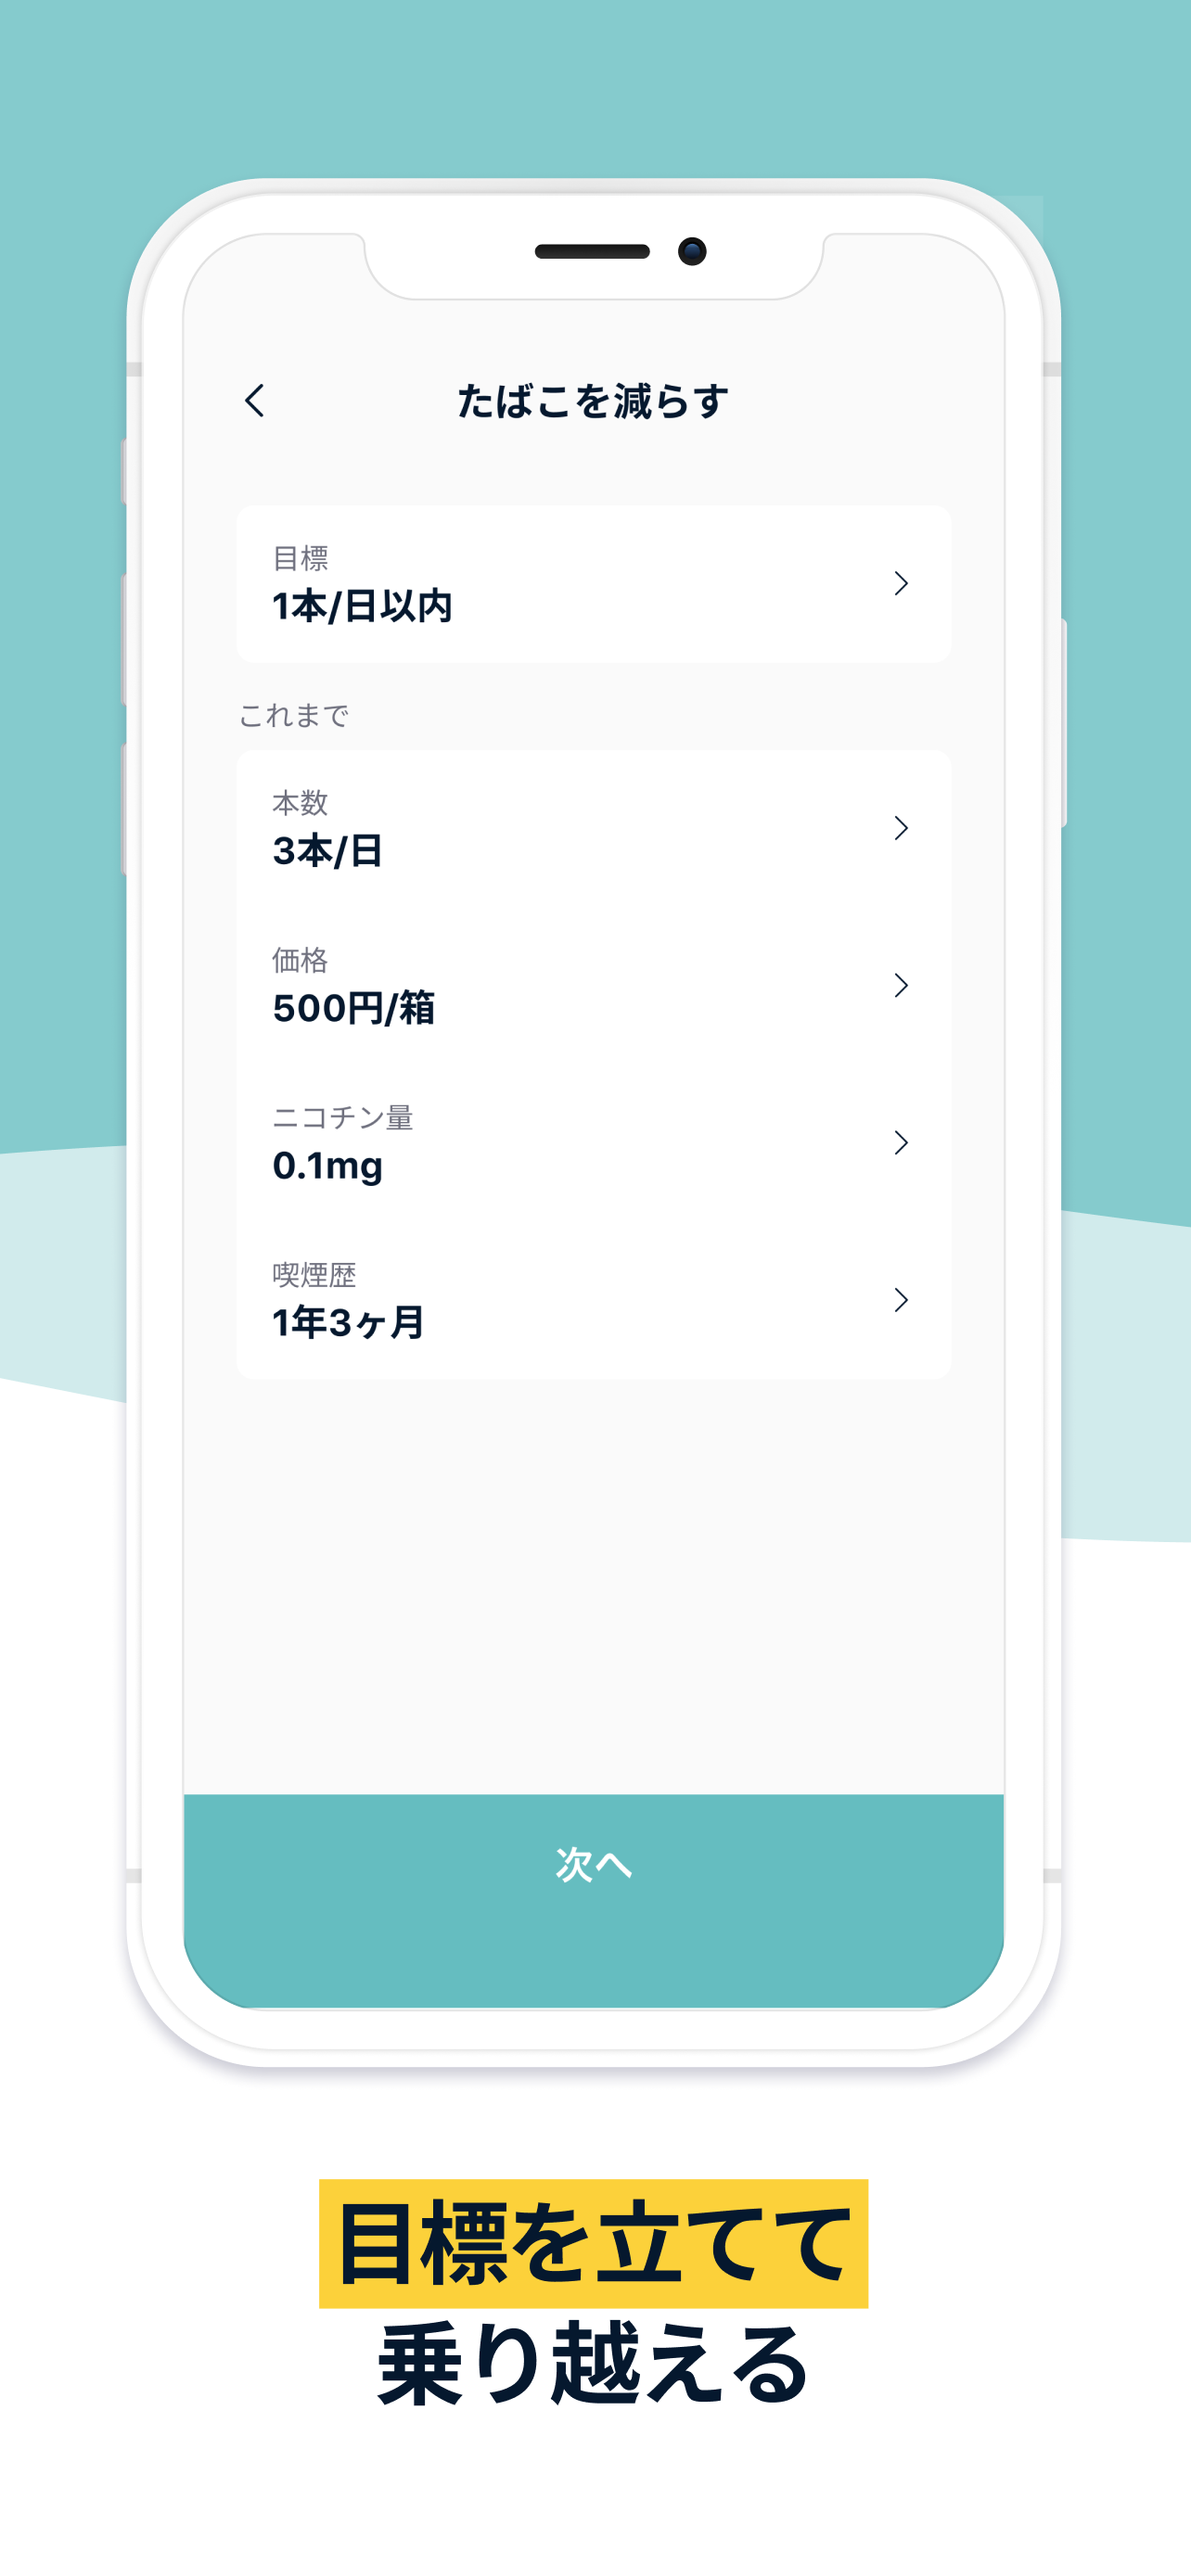 たばこを減らす
目標
1本/日以内
これまで
本数
3本/日
価格
500円/箱
ニコチン量
0.1mg
喫煙歴
1年3ヶ月
次へ
目標を立てて
乗り越える